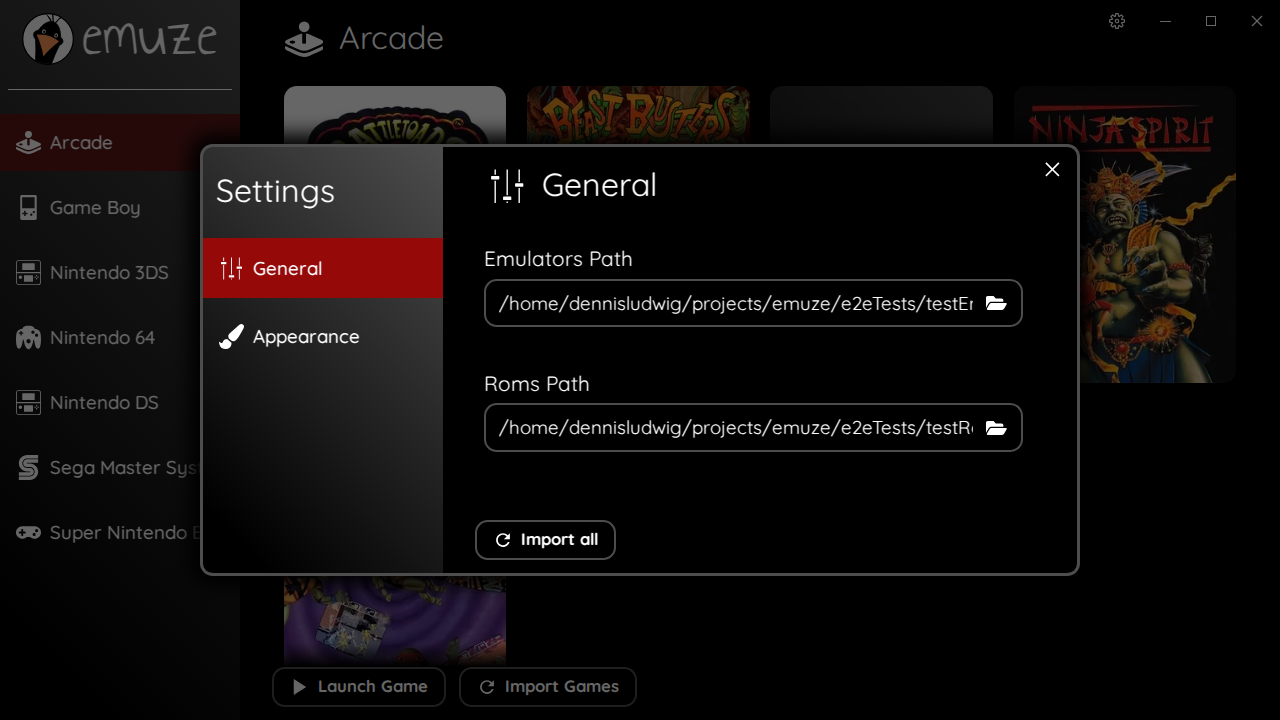 emuze
Arcade
Arcade
Game Boy
Nintendo 3DS
Nintendo 64
Nintendo DS
Sega Master Sys
Super Nintendo E
BATTLETOADS
BEAST BUSTERS
NINJA SPIRIT
Settings
General
Appearance
General
Emulators Path
/home/dennisludwig/projects/emuze/e2eTests/testEr
Roms Path
/home/dennisludwig/projects/emuze/e2eTests/testR
Import all
Launch Game
Import Games